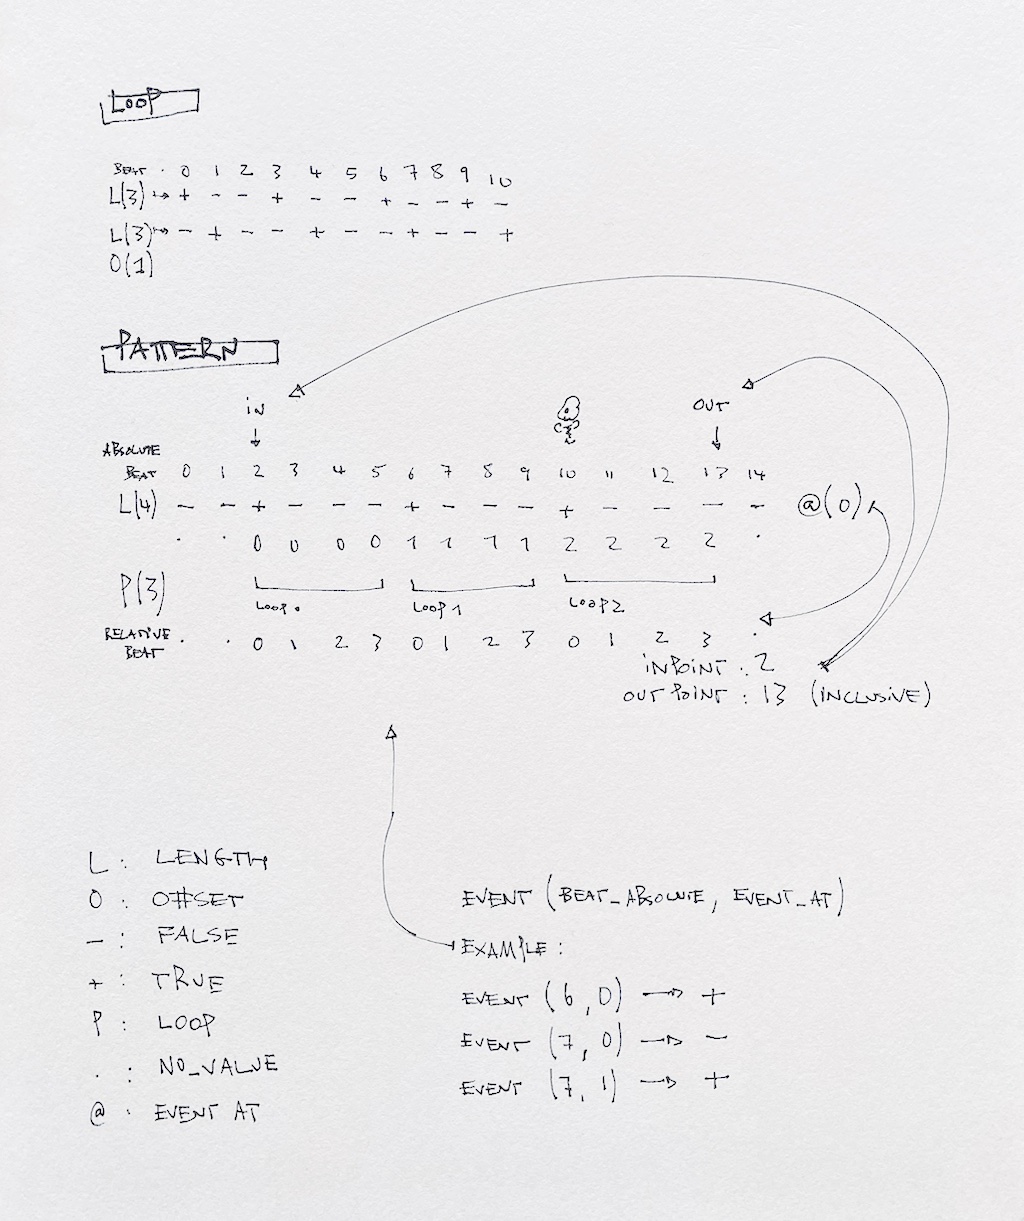 LOOP
BEAT . 0 1 2 3 4 5 6 7 8 9 10
L(3) → + - - + - - + - - + -
L(3) → - + - - + - - + - - +
O(1)
PATTERN
IN OUT
ABSOLUTE
BEAT 0 1 2 3 4 5 6 7 8 9 10 11 12 13 14
L(4) - - + - - - + - - - + - - - - @(0)
. . 0 0 0 0 1 1 1 1 2 2 2 2 .
P(3)
LOOP 0 LOOP 1 LOOP 2
RELATIVE
BEAT . . 0 1 2 3 0 1 2 3 0 1 2 3 .
INPOINT : 2
OUTPOINT : 13 (INCLUSIVE)
L : LENGTH
O : OFFSET
- : FALSE
+ : TRUE
P : LOOP
. : NO_VALUE
@ : EVENT AT
EVENT (BEAT_ABSOLUTE, EVENT_AT)
EXAMPLE :
EVENT (6, 0) → +
EVENT (7, 0) → -
EVENT (7, 1) → +